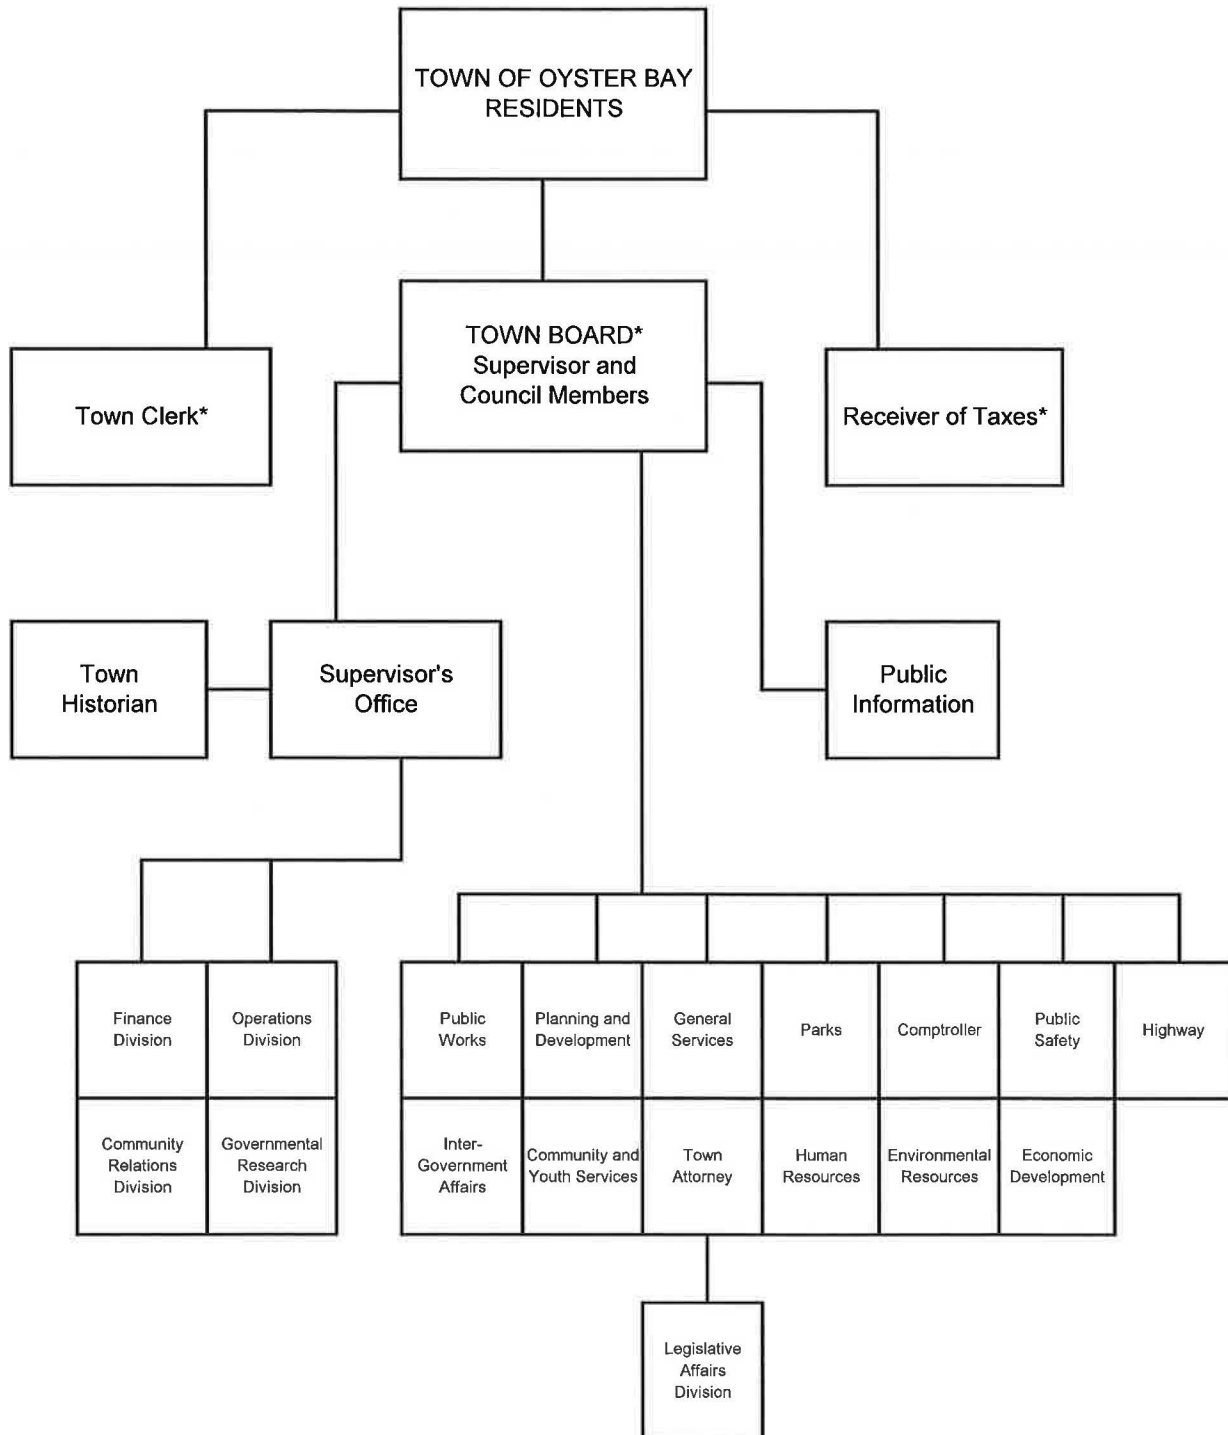 TOWN OF OYSTER BAY
RESIDENTS
TOWN BOARD*
Supervisor and
Council Members
Town Clerk*
Receiver of Taxes*
Town
Historian
Supervisor's
Office
Public
Information
Finance
Division
Operations
Division
Public
Works
Planning and
Development
General
Services
Parks
Comptroller
Public
Safety
Highway
Community
Relations
Division
Governmental
Research
Division
Inter-
Government
Affairs
Community and
Youth Services
Town
Attorney
Human
Resources
Environmental
Resources
Economic
Development
Legislative
Affairs
Division